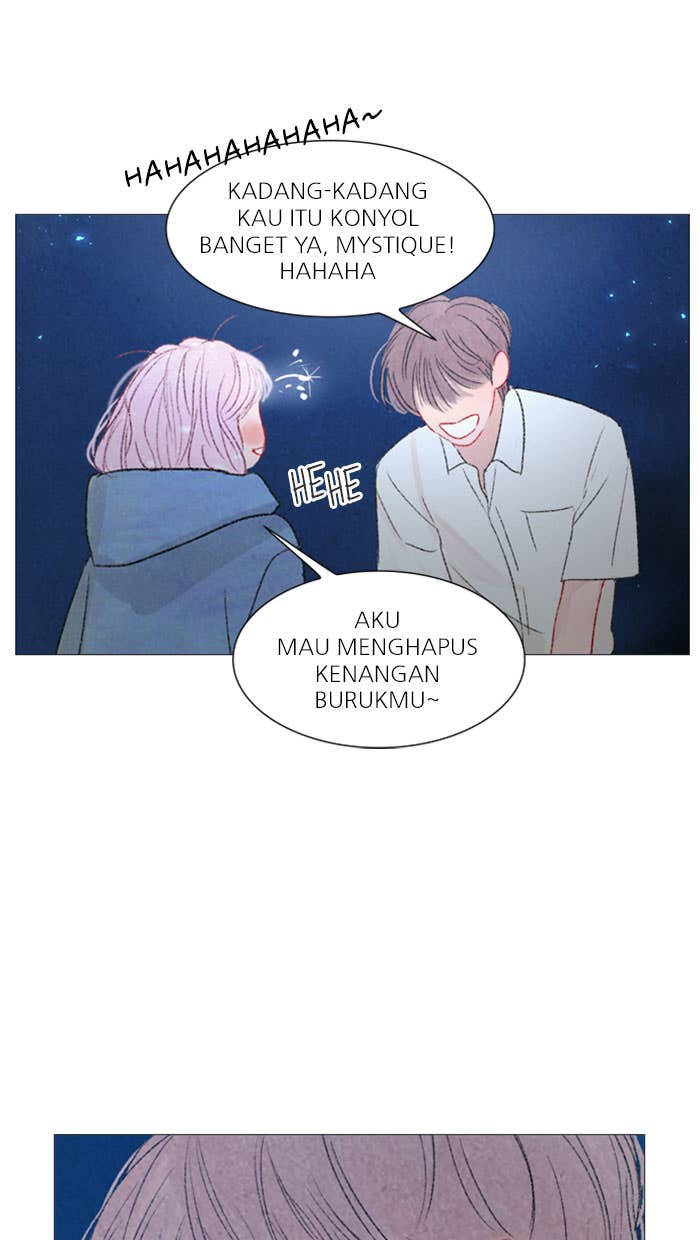 HAHAHAHAHAHA~
KADANG-KADANG
KAU ITU KONYOL
BANGET YA, MYSTIQUE!
HAHAHA
HEHE
AKU
MAU MENGHAPUS
KENANGAN
BURUKMU~